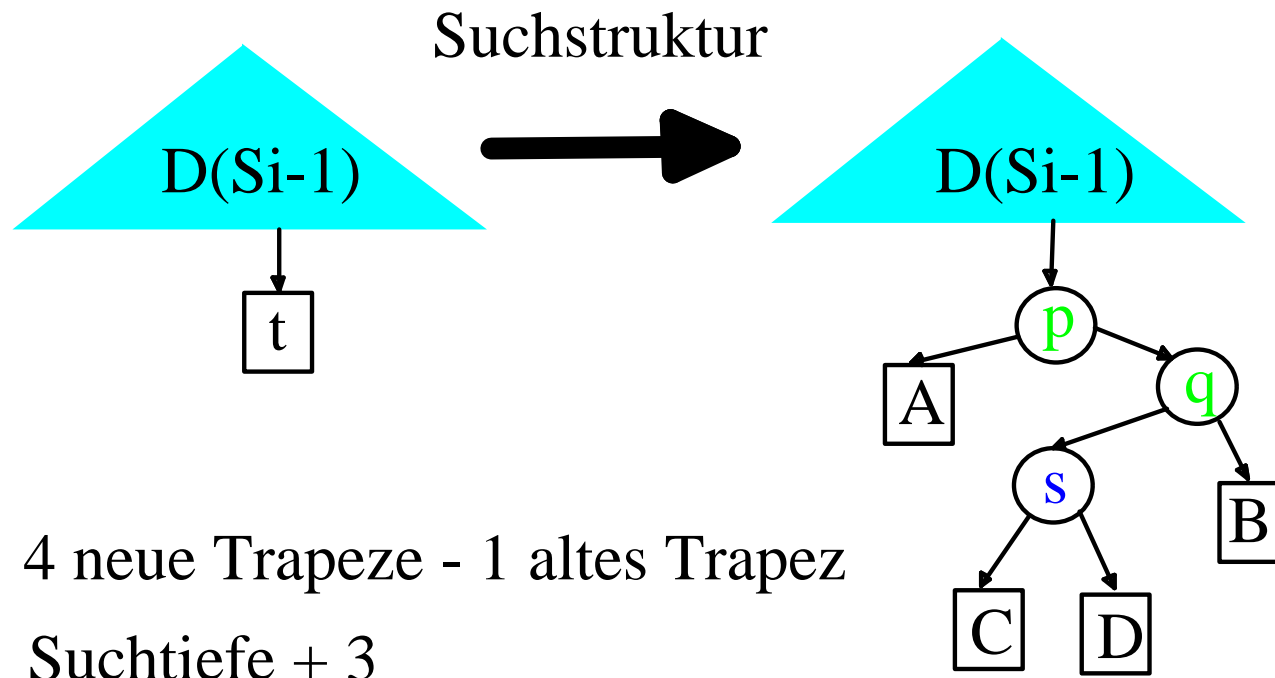 Suchstruktur
D(Si-1)
D(Si-1)
t
p
A
q
s
B
C
D
4 neue Trapeze - 1 altes Trapez
Suchtiefe + 3